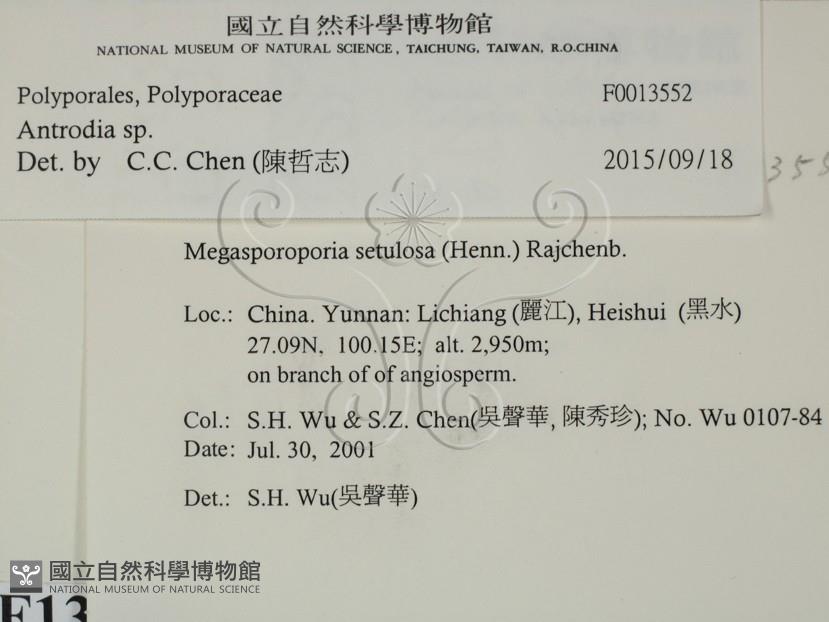 國立自然科學博物館
NATIONAL MUSEUM OF NATURAL SCIENCE, TAICHUNG, TAIWAN, R.O.CHINA
Polyporales, Polyporaceae F0013552
Antrodia sp.
Det. by C.C. Chen (陳哲志) 2015/09/18
355
Megasporoporia setulosa (Henn.) Rajchenb.
Loc.: China. Yunnan: Lichiang (麗江), Heishui (黑水)
27.09N, 100.15E; alt. 2,950m;
on branch of of angiosperm.
Col.: S.H. Wu & S.Z. Chen(吳聲華, 陳秀珍); No. Wu 0107-84
Date: Jul. 30, 2001
Det.: S.H. Wu(吳聲華)
國立自然科學博物館
NATIONAL MUSEUM OF NATURAL SCIENCE
F13